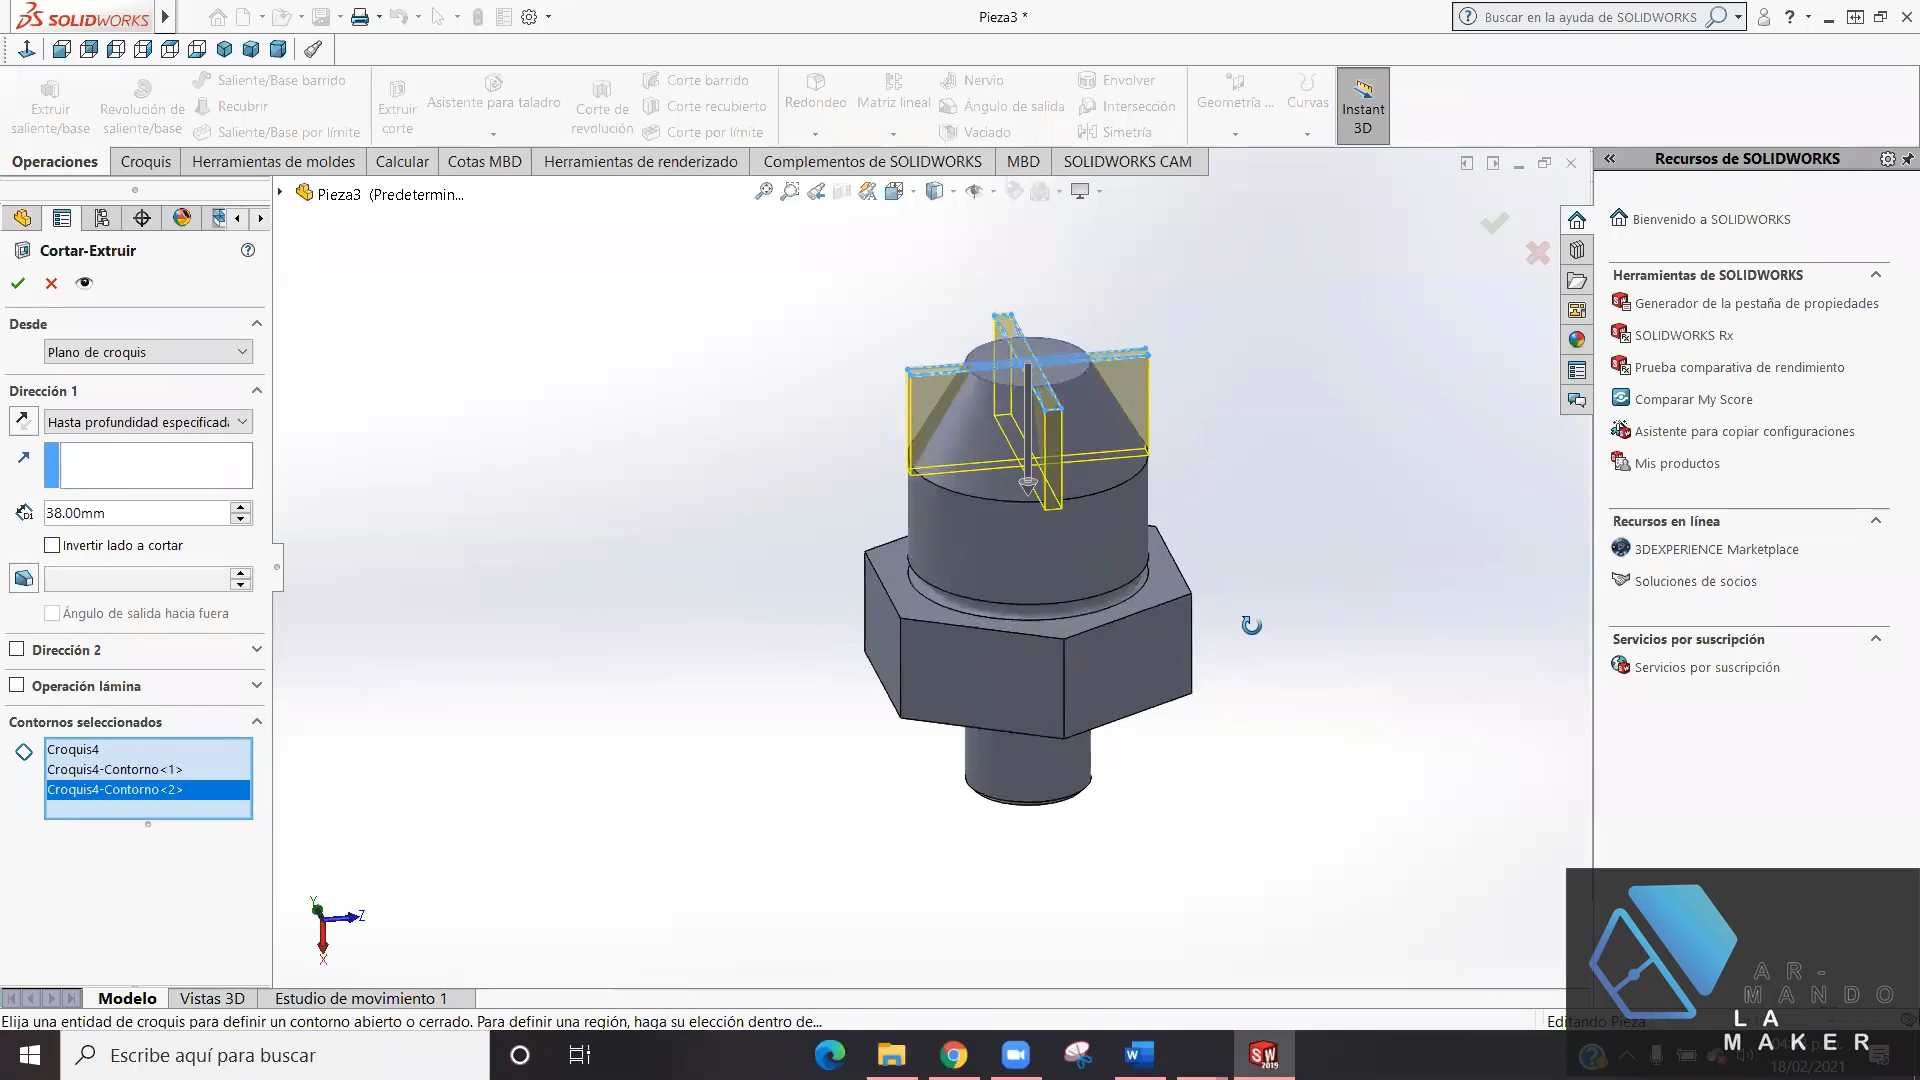 SOLIDWORKS
Pieza3 *
Buscar en la ayuda de SOLIDWORKS
Extruir saliente/base
Revolución de saliente/base
Saliente/Base barrido
Recubrir
Saliente/Base por límite
Extruir corte
Asistente para taladro
Corte de revolución
Corte barrido
Corte recubierto
Corte por límite
Redondeo
Matriz lineal
Nervio
Ángulo de salida
Vaciado
Envolver
Intersección
Simetría
Geometría ...
Curvas
Instant 3D
Operaciones
Croquis
Herramientas de moldes
Calcular
Cotas MBD
Herramientas de renderizado
Complementos de SOLIDWORKS
MBD
SOLIDWORKS CAM
Recursos de SOLIDWORKS
Pieza3 (Predetermin...
Cortar-Extruir
Desde
Plano de croquis
Dirección 1
Hasta profundidad especificada
38.00mm
Invertir lado a cortar
Ángulo de salida hacia fuera
Dirección 2
Operación lámina
Contornos seleccionados
Croquis4
Croquis4-Contorno<1>
Croquis4-Contorno<2>
Y
Z
X
Bienvenido a SOLIDWORKS
Herramientas de SOLIDWORKS
Generador de la pestaña de propiedades
SOLIDWORKS Rx
Prueba comparativa de rendimiento
Comparar My Score
Asistente para copiar configuraciones
Mis productos
Recursos en línea
3DEXPERIENCE Marketplace
Soluciones de socios
Servicios por suscripción
Servicios por suscripción
Modelo
Vistas 3D
Estudio de movimiento 1
Elija una entidad de croquis para definir un contorno abierto o cerrado. Para definir una región, haga su elección dentro de...
Editando Pieza
AR-
MANDO
LA
MAKER
Escribe aquí para buscar
SW
2019
18/02/2021